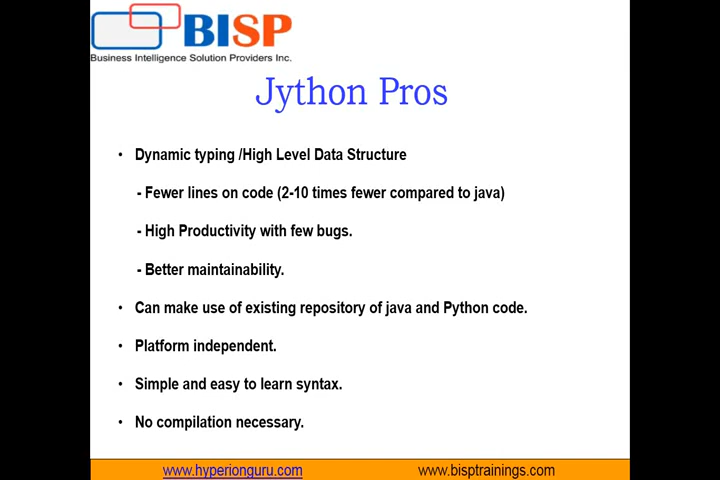 BISP
Business Intelligence Solution Providers Inc.
Jython Pros
• Dynamic typing /High Level Data Structure
- Fewer lines on code (2-10 times fewer compared to java)
- High Productivity with few bugs.
- Better maintainability.
• Can make use of existing repository of java and Python code.
• Platform independent.
• Simple and easy to learn syntax.
• No compilation necessary.
www.hyperionguru.com www.bisptrainings.com